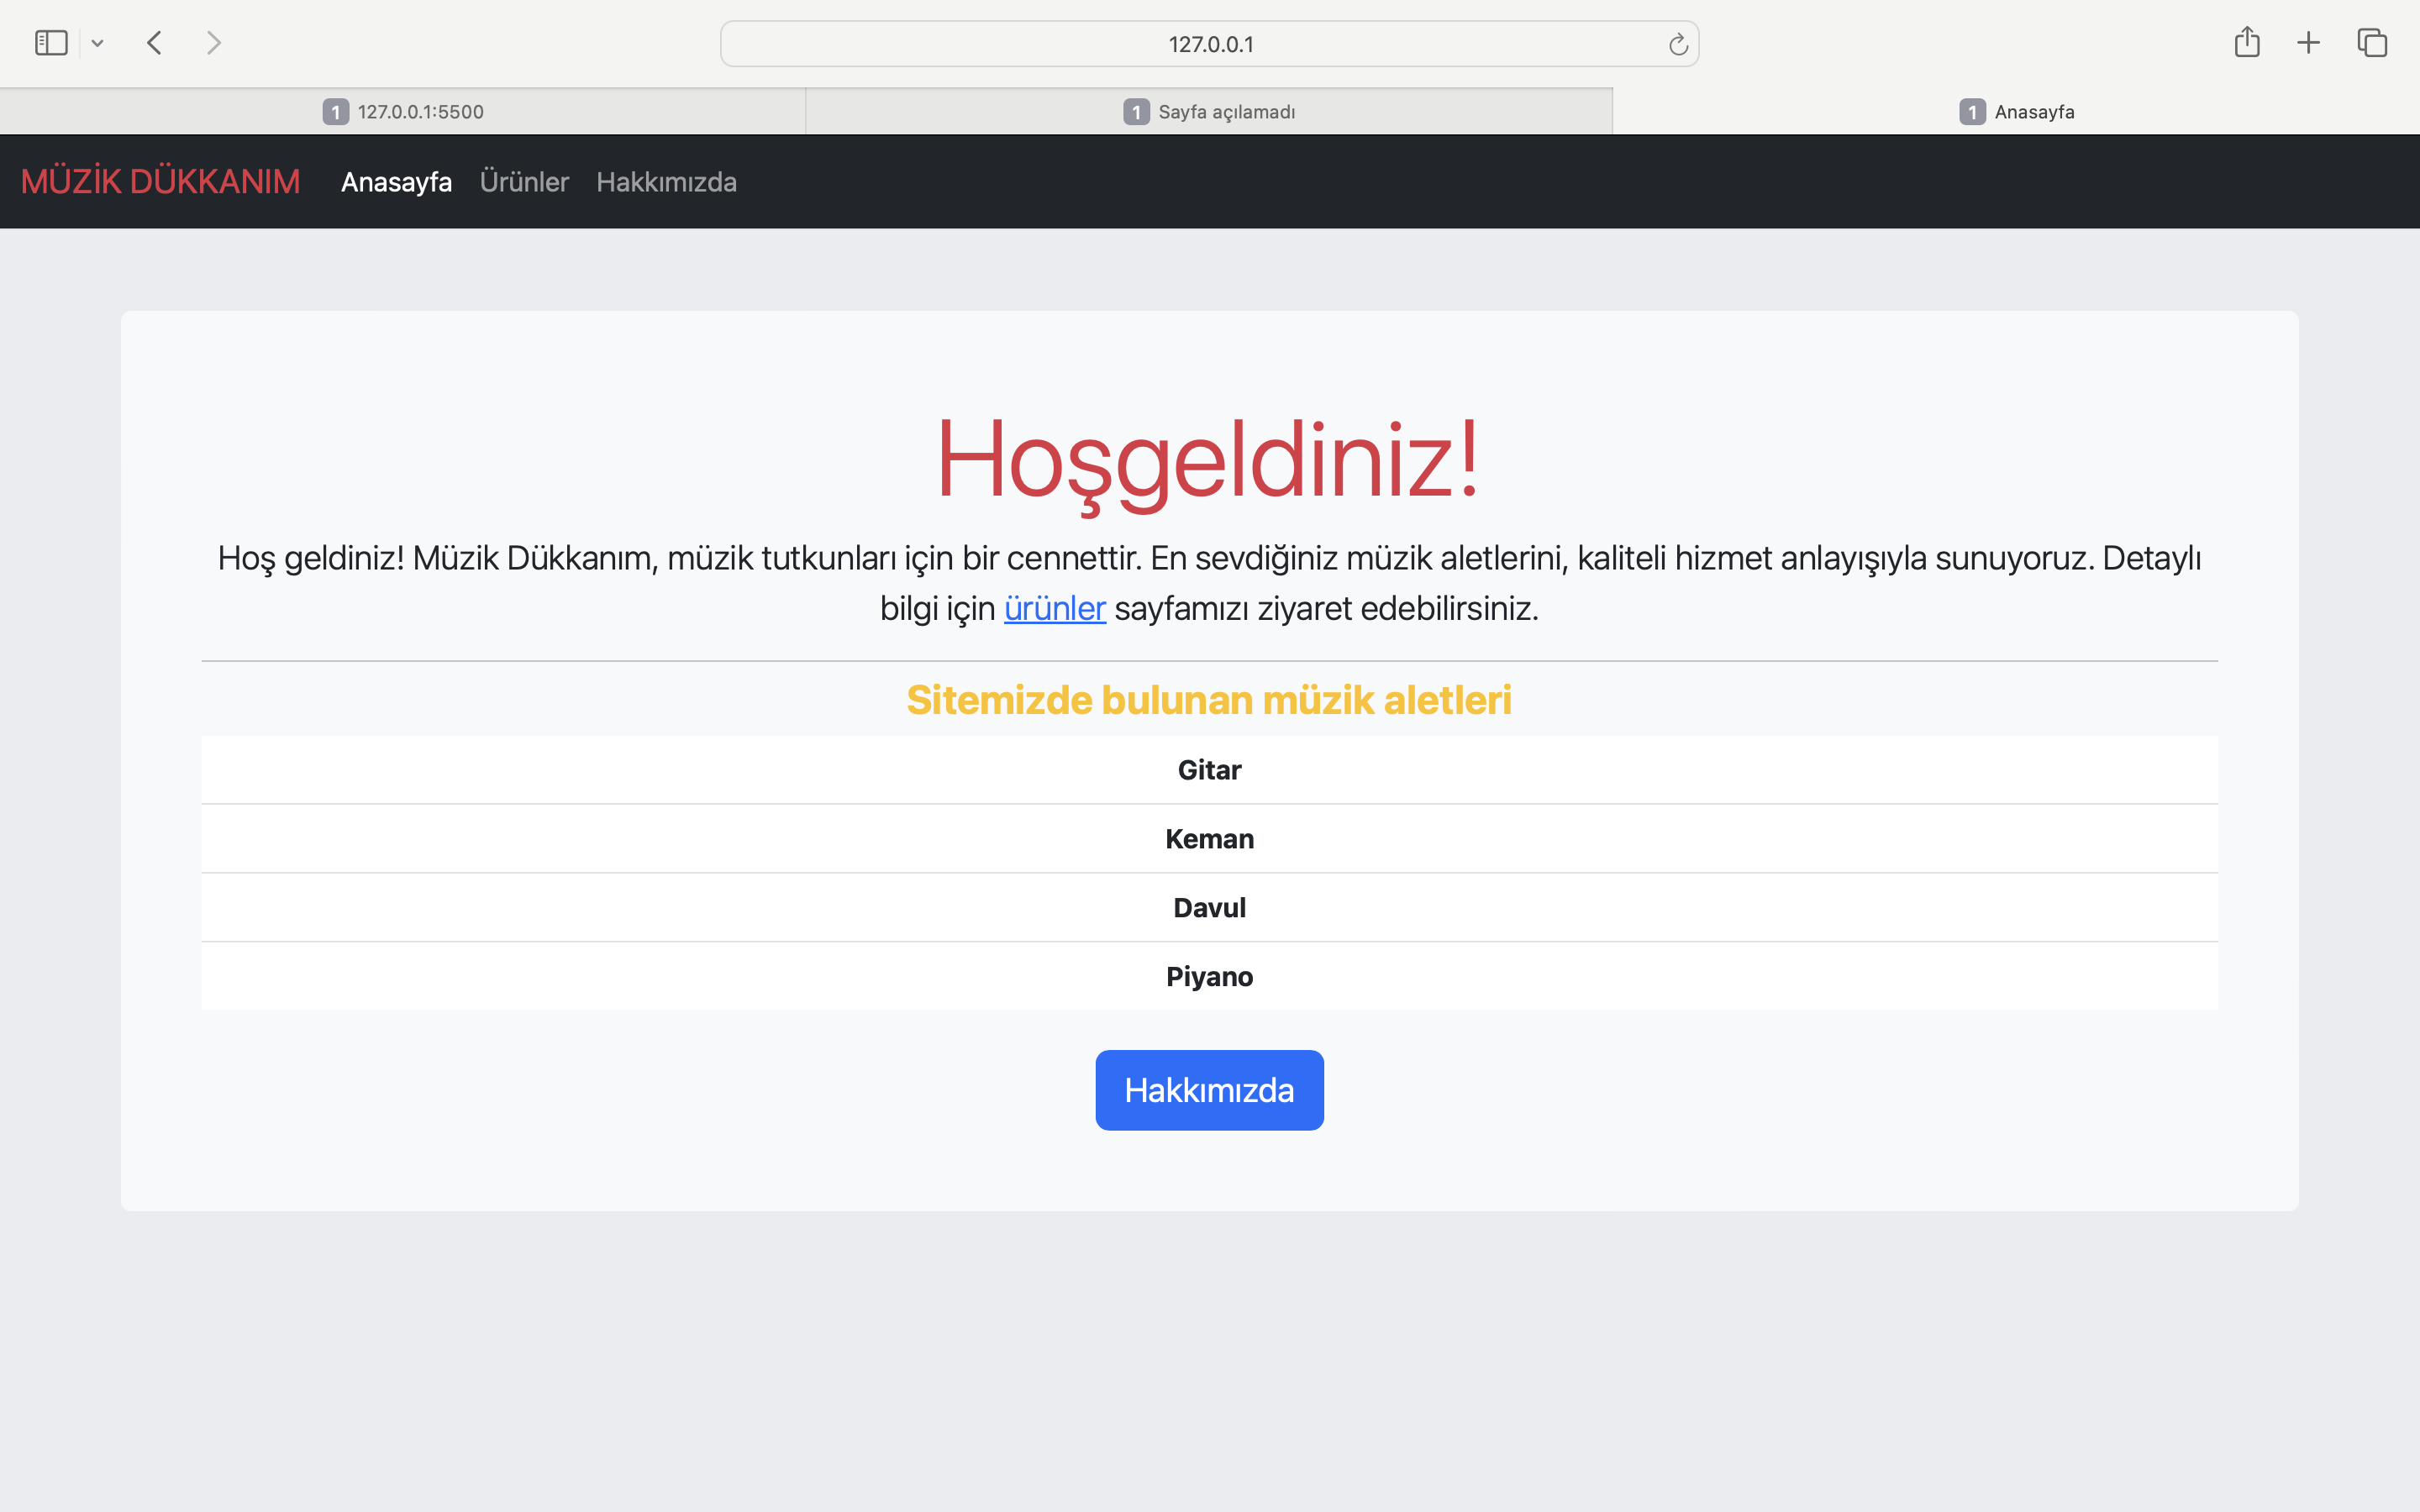 127.0.0.1
1 127.0.0.1:5500
1 Sayfa açılamadı
1 Anasayfa
MÜZİK DÜKKANIM Anasayfa Ürünler Hakkımızda
Hoşgeldiniz!
Hoş geldiniz! Müzik Dükkanım, müzik tutkunları için bir cennettir. En sevdiğiniz müzik aletlerini, kaliteli hizmet anlayışıyla sunuyoruz. Detaylı
bilgi için ürünler sayfamızı ziyaret edebilirsiniz.
Sitemizde bulunan müzik aletleri
Gitar
Keman
Davul
Piyano
Hakkımızda